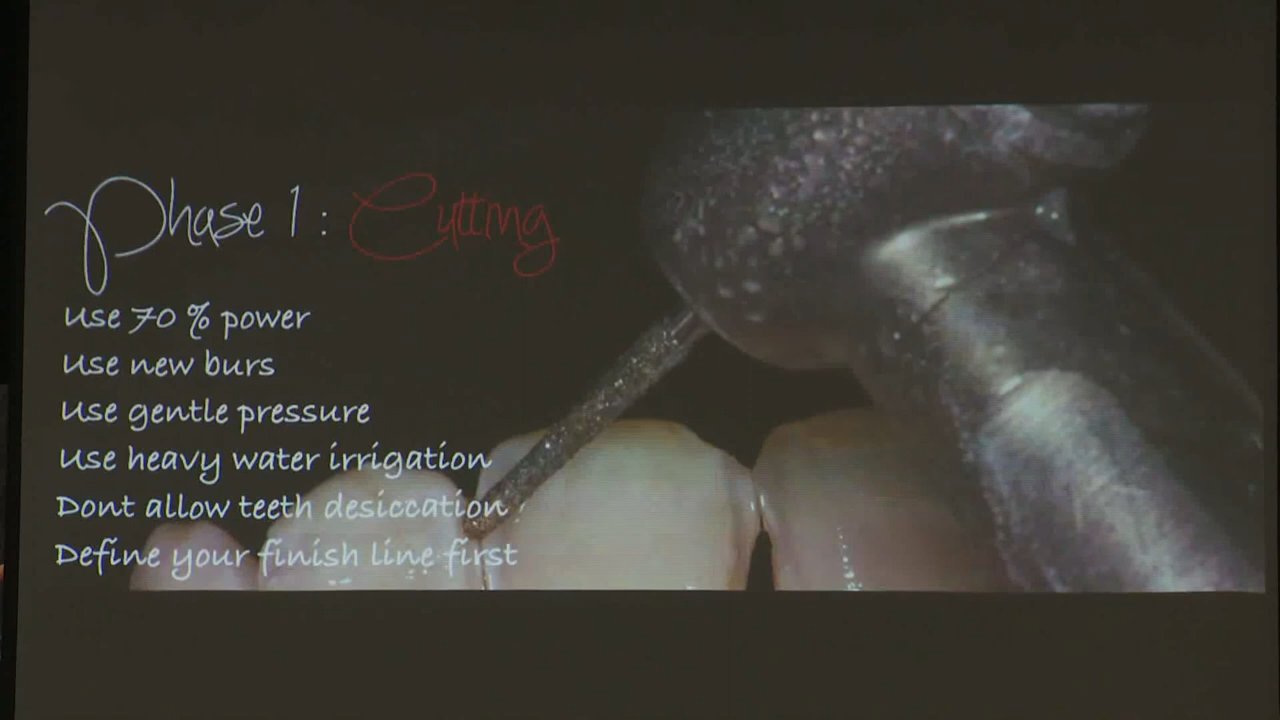 Phase 1 : Cutting
Use 70 % power
Use new burs
Use gentle pressure
Use heavy water irrigation
Dont allow teeth desiccation
Define your finish line first